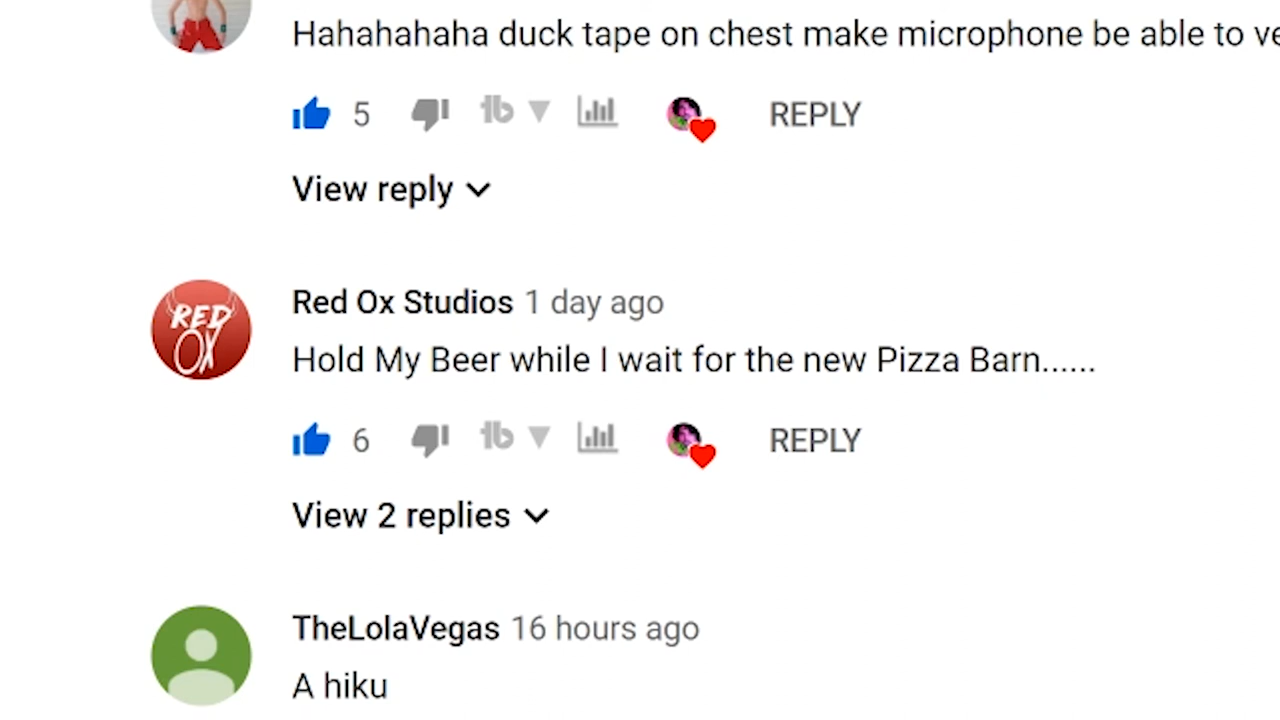 Hahahahaha duck tape on chest make microphone be able to
5 REPLY
View reply
RED
OX
Red Ox Studios 1 day ago
Hold My Beer while I wait for the new Pizza Barn......
6 REPLY
View 2 replies
TheLolaVegas 16 hours ago
A hiku